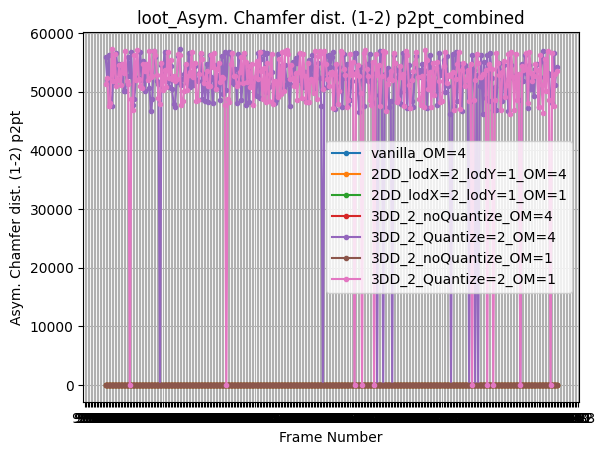 loot_Asym. Chamfer dist. (1-2) p2pt_combined
60000
50000
40000
30000
20000
10000
0
Asym. Chamfer dist. (1-2) p2pt
vanilla_OM=4
2DD_lodX=2_lodY=1_OM=4
2DD_lodX=2_lodY=1_OM=1
3DD_2_noQuantize_OM=4
3DD_2_Quantize=2_OM=4
3DD_2_noQuantize_OM=1
3DD_2_Quantize=2_OM=1
Frame Number